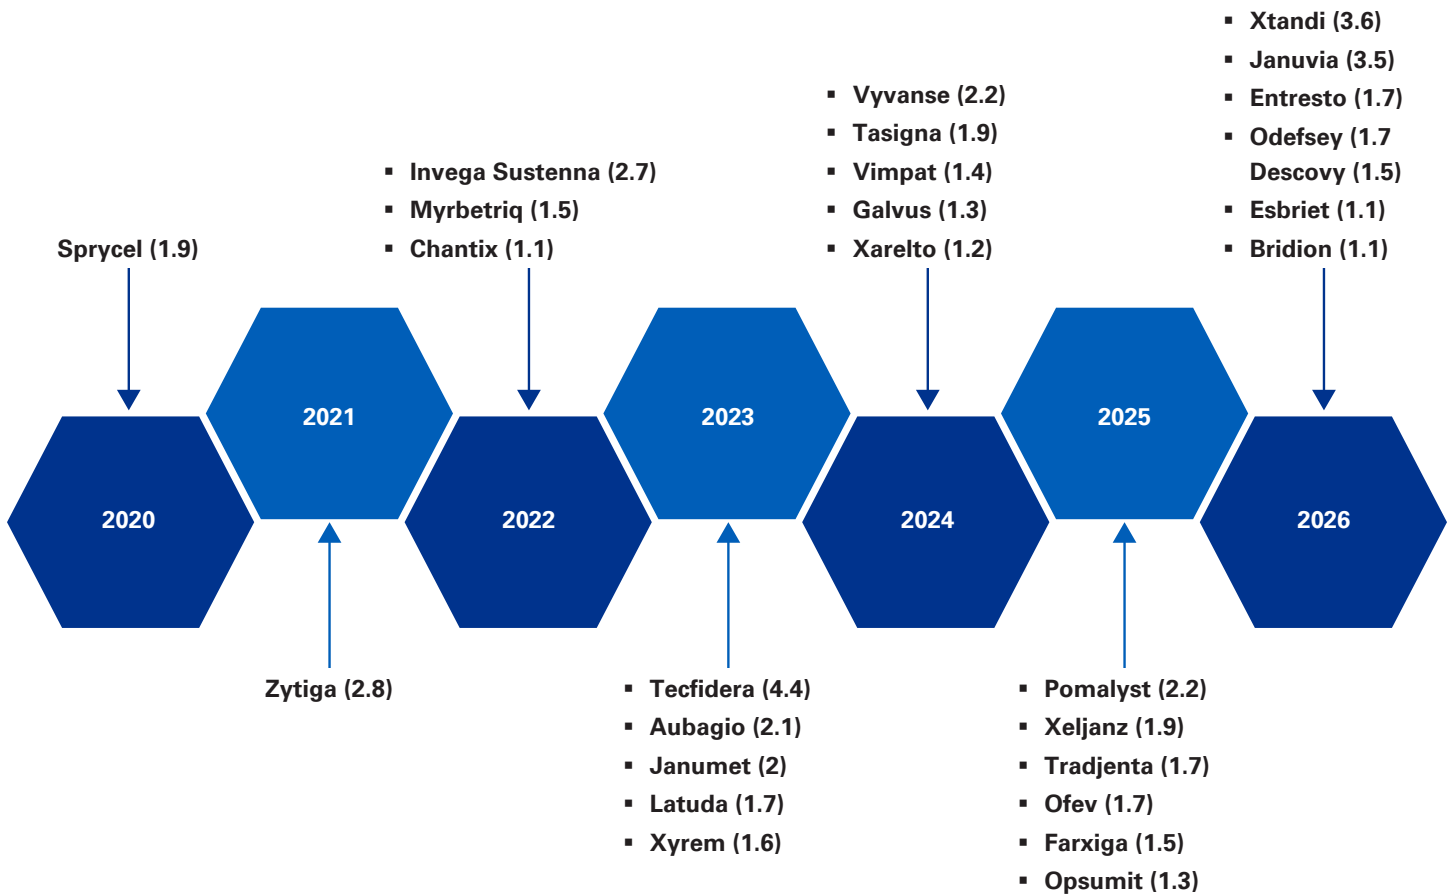 Sprycel (1.9)
2020
2021
Zytiga (2.8)
▪ Invega Sustenna (2.7)
▪ Myrbetriq (1.5)
▪ Chantix (1.1)
2022
2023
▪ Tecfidera (4.4)
▪ Aubagio (2.1)
▪ Janumet (2)
▪ Latuda (1.7)
▪ Xyrem (1.6)
▪ Vyvanse (2.2)
▪ Tasigna (1.9)
▪ Vimpat (1.4)
▪ Galvus (1.3)
▪ Xarelto (1.2)
2024
2025
▪ Pomalyst (2.2)
▪ Xeljanz (1.9)
▪ Tradjenta (1.7)
▪ Ofev (1.7)
▪ Farxiga (1.5)
▪ Opsumit (1.3)
▪ Xtandi (3.6)
▪ Januvia (3.5)
▪ Entresto (1.7)
▪ Odefsey (1.7
Descovy (1.5)
▪ Esbriet (1.1)
▪ Bridion (1.1)
2026